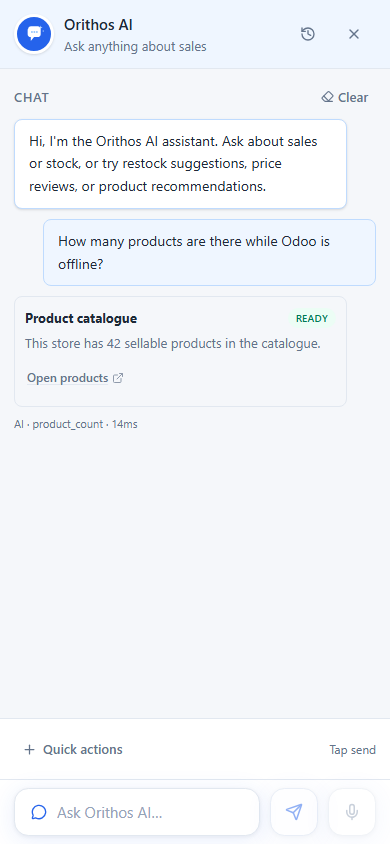 Orithos AI
Ask anything about sales
CHAT
Clear
Hi, I'm the Orithos AI assistant. Ask about sales
or stock, or try restock suggestions, price
reviews, or product recommendations.
How many products are there while Odoo is
offline?
Product catalogue
READY
This store has 42 sellable products in the catalogue.
Open products
AI · product_count · 14ms
Quick actions
Tap send
Ask Orithos AI...